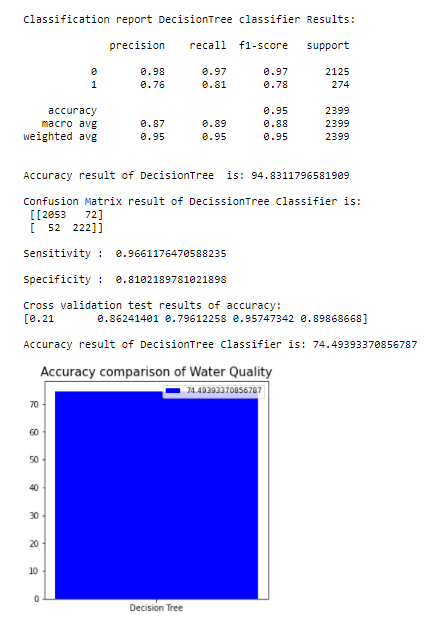 Classification report DecisionTree classifier Results:
precision recall f1-score support
0 0.98 0.97 0.97 2125
1 0.76 0.81 0.78 274
accuracy 0.95 2399
macro avg 0.87 0.89 0.88 2399
weighted avg 0.95 0.95 0.95 2399
Accuracy result of DecisionTree is: 94.8311796581909
Confusion Matrix result of DecissionTree Classifier is:
[[2053 72]
[ 52 222]]
Sensitivity : 0.9661176470588235
Specificity : 0.8102189781021898
Cross validation test results of accuracy:
[0.21 0.86241401 0.79612258 0.95747342 0.89868668]
Accuracy result of DecisionTree Classifier is: 74.49393370856787
Accuracy comparison of Water Quality
74.49393370856787
70
60
50
40
30
20
10
0
Decision Tree